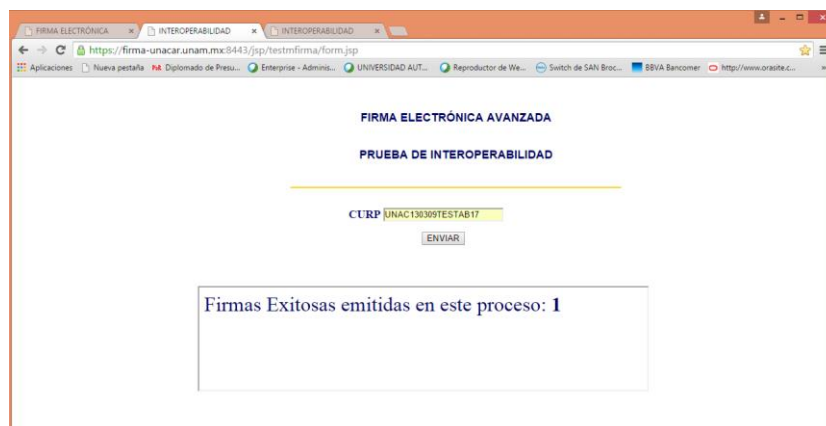 FIRMA ELECTRÓNICA
INTEROPERABILIDAD
INTEROPERABILIDAD
https://firma-unacar.unam.mx:8443/jsp/testmfirma/form.jsp
Aplicaciones
Nueva pestaña
Diplomado de Presu...
Enterprise - Adminis...
UNIVERSIDAD AUT...
Reproductor de We...
Switch de SAN Broc...
BBVA Bancomer
http://www.orasite.c...
FIRMA ELECTRÓNICA AVANZADA
PRUEBA DE INTEROPERABILIDAD
CURP UNAC130309TESTAB17
ENVIAR
Firmas Exitosas emitidas en este proceso: 1